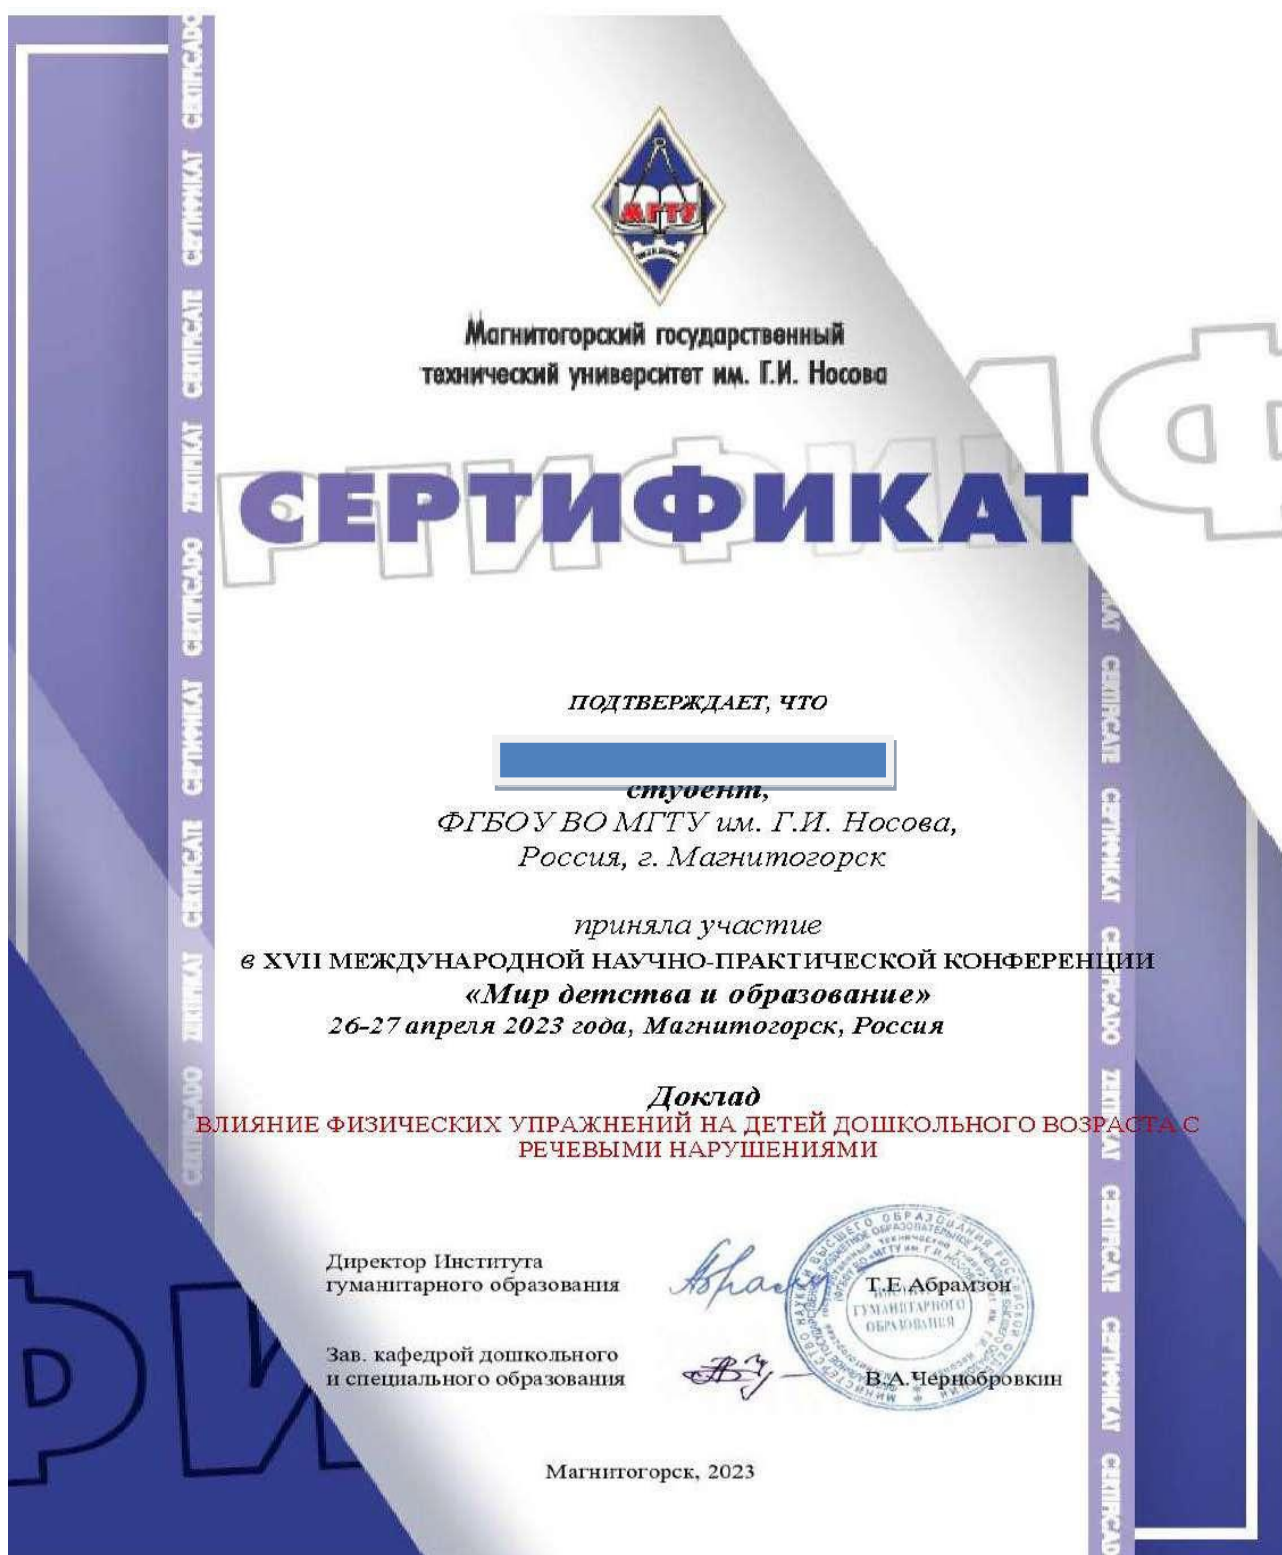 МГТУ
Магнитогорский государственный
технический университет им. Г.И. Носова
СЕРТИФИКАТ
ПОДТВЕРЖДАЕТ, ЧТО
студент,
ФГБОУ ВО МГТУ им. Г.И. Носова,
Россия, г. Магнитогорск
приняла участие
в XVII МЕЖДУНАРОДНОЙ НАУЧНО-ПРАКТИЧЕСКОЙ КОНФЕРЕНЦИИ
«Мир детства и образование»
26-27 апреля 2023 года, Магнитогорск, Россия
Доклад
ВЛИЯНИЕ ФИЗИЧЕСКИХ УПРАЖНЕНИЙ НА ДЕТЕЙ ДОШКОЛЬНОГО ВОЗРАСТА С
РЕЧЕВЫМИ НАРУШЕНИЯМИ
Директор Института
гуманитарного образования
Т.Е.Абрамзон
ГУМАНИТАРНОГО
ОБРАЗОВАНИЯ
Зав. кафедрой дошкольного
и специального образования
В.А.Чернобровкин
Магнитогорск, 2023